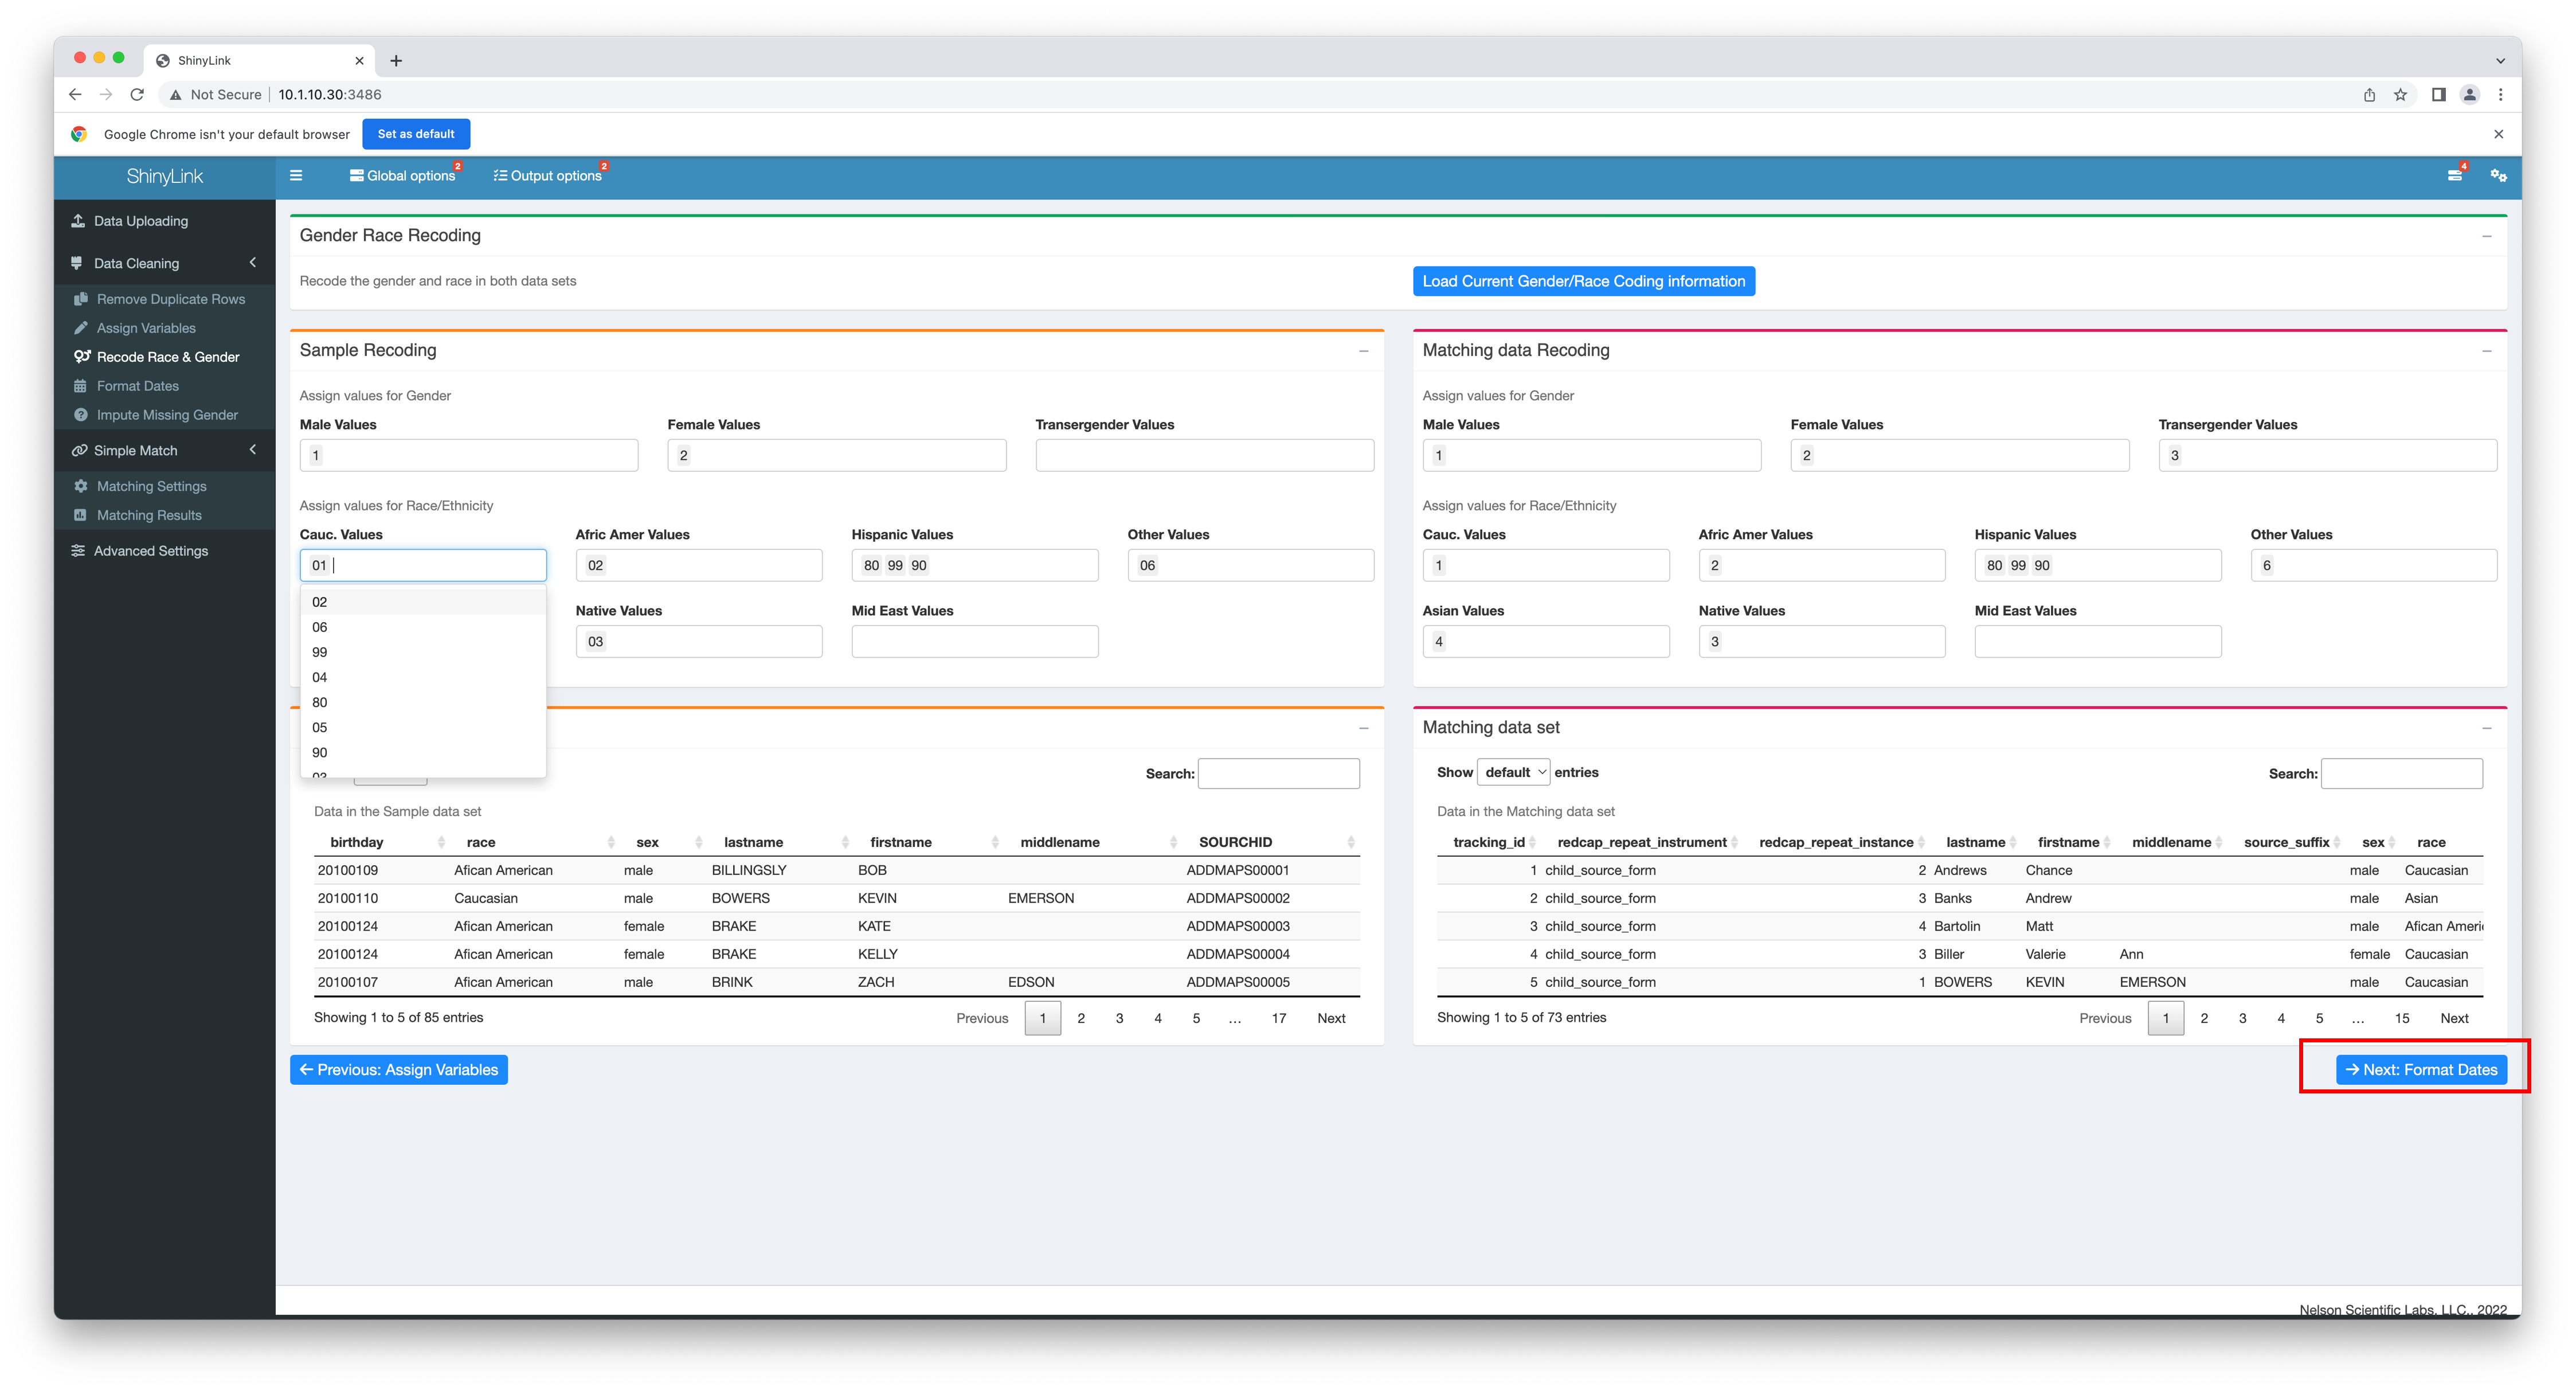 ShinyLink
Not Secure | 10.1.10.30:3486
Google Chrome isn't your default browser Set as default
ShinyLink Global options 2 Output options 2 4
Data Uploading
Data Cleaning
Remove Duplicate Rows
Assign Variables
Recode Race & Gender
Format Dates
Impute Missing Gender
Simple Match
Matching Settings
Matching Results
Advanced Settings
Gender Race Recoding
Recode the gender and race in both data sets Load Current Gender/Race Coding information
Sample Recoding
Assign values for Gender
Male Values Female Values Transergender Values
1 2
Assign values for Race/Ethnicity
Cauc. Values Afric Amer Values Hispanic Values Other Values
01 02 80 99 90 06
02
06
99
04
80
05
90
03
Native Values Mid East Values
03
Matching data Recoding
Assign values for Gender
Male Values Female Values Transergender Values
1 2 3
Assign values for Race/Ethnicity
Cauc. Values Afric Amer Values Hispanic Values Other Values
1 2 80 99 90 6
Asian Values Native Values Mid East Values
4 3
Search:
Data in the Sample data set
birthday race sex lastname firstname middlename SOURCHID
20100109 Afican American male BILLINGSLY BOB ADDMAPS00001
20100110 Caucasian male BOWERS KEVIN EMERSON ADDMAPS00002
20100124 Afican American female BRAKE KATE ADDMAPS00003
20100124 Afican American female BRAKE KELLY ADDMAPS00004
20100107 Afican American male BRINK ZACH EDSON ADDMAPS00005
Showing 1 to 5 of 85 entries Previous 1 2 3 4 5 … 17 Next
Matching data set
Show default entries Search:
Data in the Matching data set
tracking_id redcap_repeat_instrument redcap_repeat_instance lastname firstname middlename source_suffix sex race
1 child_source_form 2 Andrews Chance male Caucasian
2 child_source_form 3 Banks Andrew male Asian
3 child_source_form 4 Bartolin Matt male Afican Ameri
4 child_source_form 3 Biller Valerie Ann female Caucasian
5 child_source_form 1 BOWERS KEVIN EMERSON male Caucasian
Showing 1 to 5 of 73 entries Previous 1 2 3 4 5 … 15 Next
Previous: Assign Variables Next: Format Dates
Nelson Scientific Labs, LLC., 2022